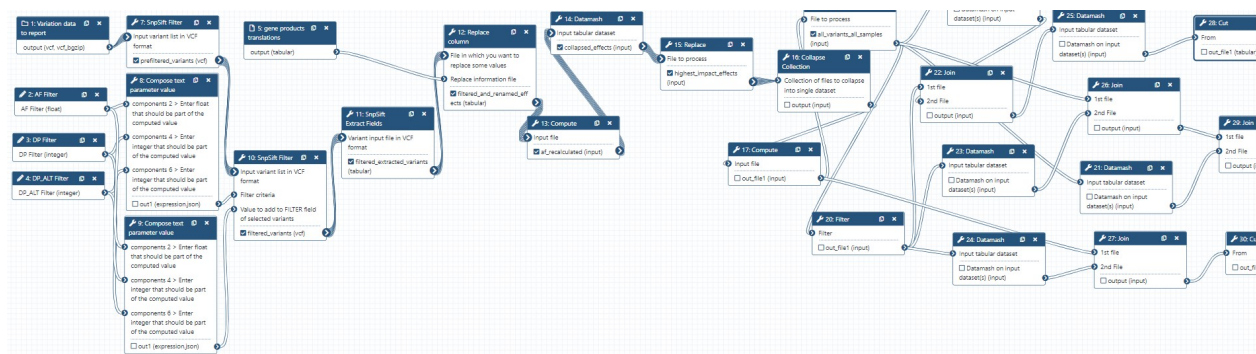 1: Variation data
to report
output (vcf, vcf_bgzip)
7: SnpSift Filter
Input variant list in VCF
format
prefiltered_variants (vcf)
2: AF Filter
AF Filter (float)
3: DP Filter
DP Filter (integer)
4: DP_ALT Filter
DP_ALT Filter (integer)
8: Compose text
parameter value
components 2 > Enter float
that should be part of the
computed value
components 4 > Enter
integer that should be part
of the computed value
components 6 > Enter
integer that should be part
of the computed value
out1 (expression.json)
9: Compose text
parameter value
components 2 > Enter float
that should be part of the
computed value
components 4 > Enter
integer that should be part
of the computed value
components 6 > Enter
integer that should be part
of the computed value
out1 (expression.json)
5: gene products
translations
output (tabular)
10: SnpSift Filter
Input variant list in VCF
format
Filter criteria
Value to add to FILTER field
of selected variants
filtered_variants (vcf)
11: SnpSift
Extract Fields
Variant input file in VCF
format
filtered_extracted_variants
(tabular)
12: Replace
column
File in which you want to
replace some values
Replace information file
filtered_and_renamed_eff
ects (tabular)
13: Compute
Input file
af_recalculated (input)
14: Datamash
Input tabular dataset
collapsed_effects (input)
15: Replace
File to process
highest_impact_effects
(input)
File to process
all_variants_all_samples
(input)
16: Collapse
Collection
Collection of files to collapse
into single dataset
output (input)
17: Compute
Input file
out_file1 (input)
20: Filter
Filter
out_file1 (input)
dataset(s) (input)
22: Join
1st file
2nd File
output (input)
23: Datamash
Input tabular dataset
Datamash on input
dataset(s) (input)
24: Datamash
Input tabular dataset
Datamash on input
dataset(s) (input)
25: Datamash
Input tabular dataset
Datamash on input
dataset(s) (input)
26: Join
1st file
2nd File
output (input)
21: Datamash
Input tabular dataset
Datamash on input
dataset(s) (input)
27: Join
1st file
2nd File
output (input)
28: Cut
From
out_file1 (tabular
29: Join
1st file
2nd File
output (i
30: Cu
From
out_fil